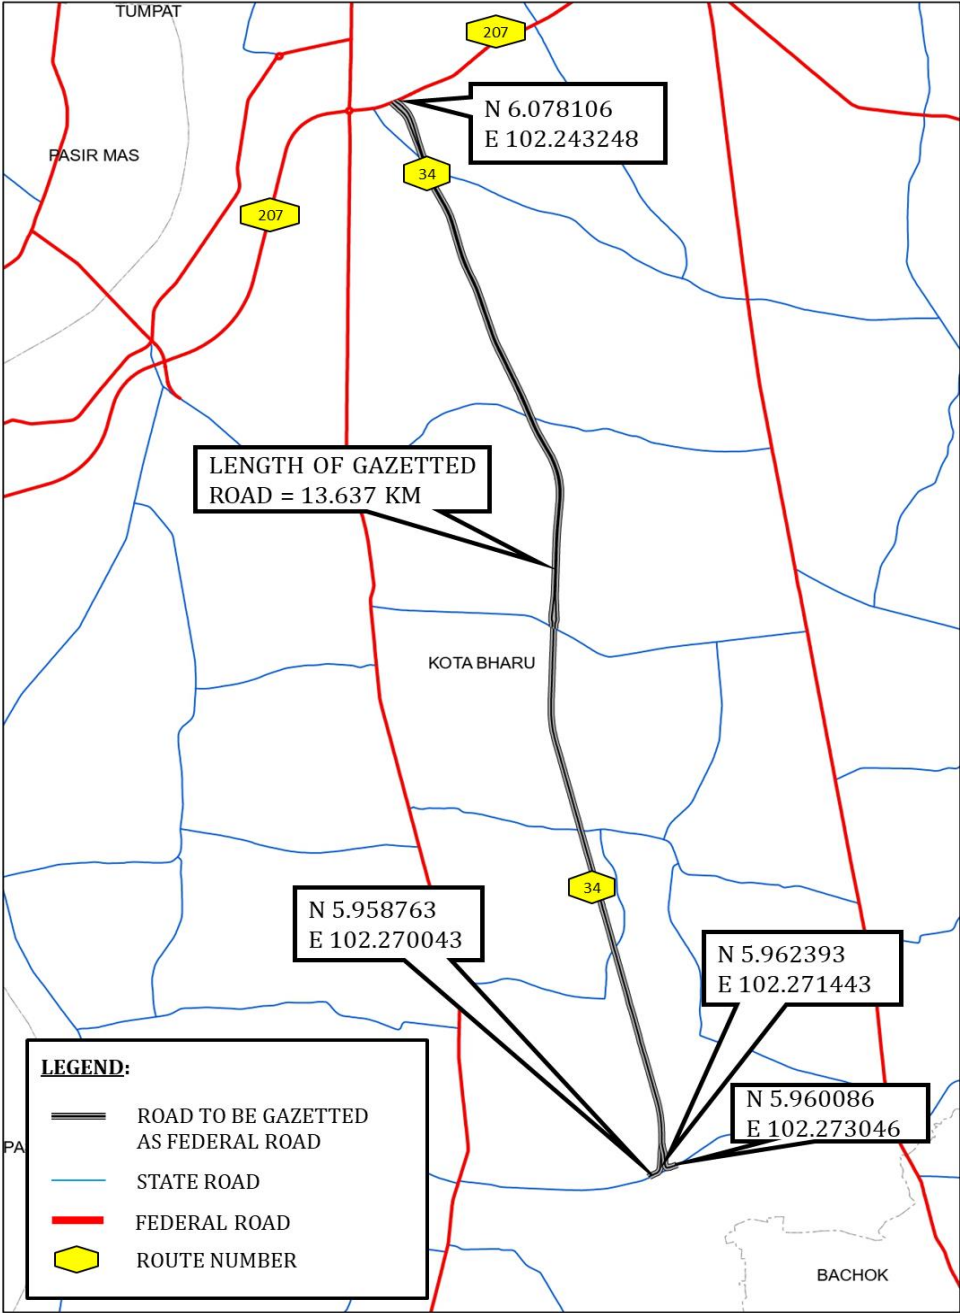 TUMPAT
207
N 6.078106
E 102.243248
PASIR MAS
34
207
LENGTH OF GAZETTED
ROAD = 13.637 KM
KOTA BHARU
34
N 5.958763
E 102.270043
N 5.962393
E 102.271443
N 5.960086
E 102.273046
LEGEND:
ROAD TO BE GAZETTED
AS FEDERAL ROAD
STATE ROAD
FEDERAL ROAD
ROUTE NUMBER
PA
BACHOK